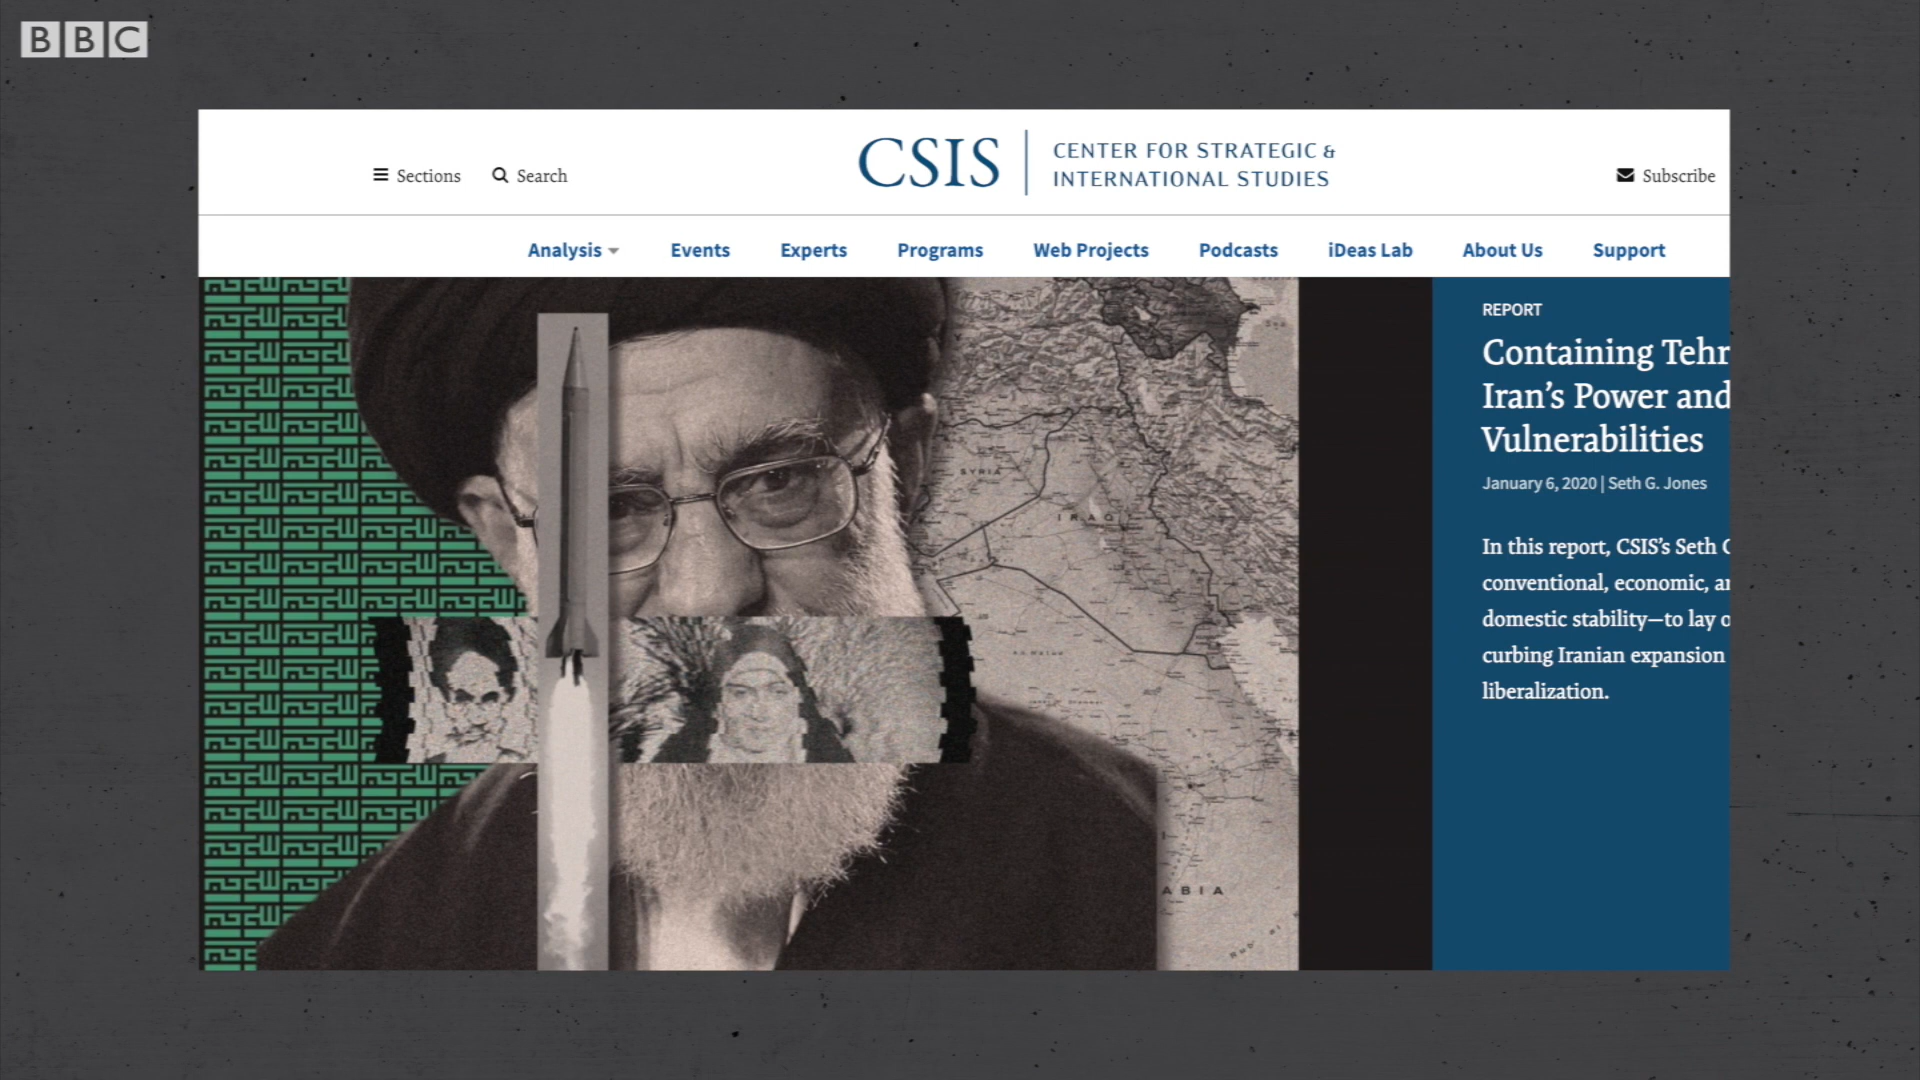 BBC
Sections
Search
CSIS
CENTER FOR STRATEGIC &
INTERNATIONAL STUDIES
Subscribe
Analysis
Events
Experts
Programs
Web Projects
Podcasts
iDeas Lab
About Us
Support
REPORT
Containing Tehr
Iran’s Power and
Vulnerabilities
January 6, 2020 | Seth G. Jones
In this report, CSIS’s Seth G
conventional, economic, an
domestic stability—to lay o
curbing Iranian expansion
liberalization.
SYRIA
IRAQ
ABIA